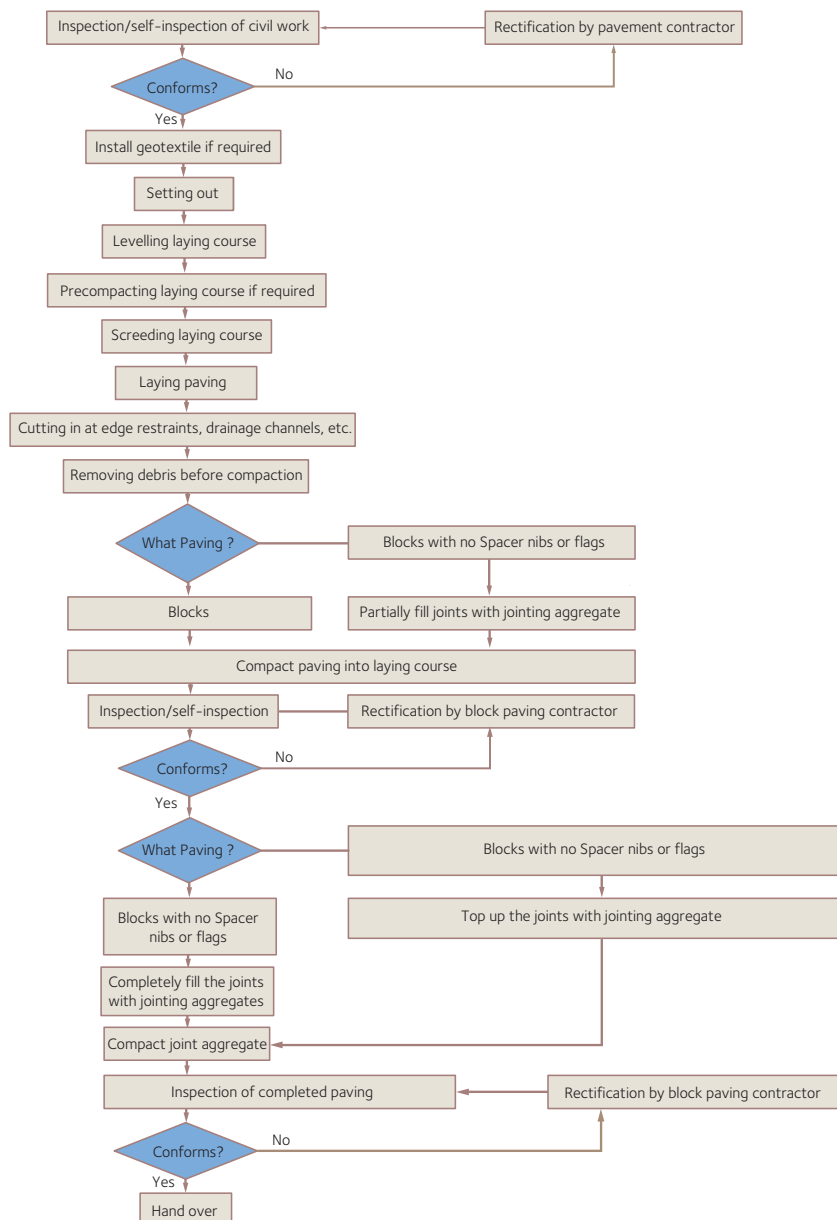 Inspection/self-inspection of civil work
Rectification by pavement contractor
Conforms?
No
Yes
Install geotextile if required
Setting out
Levelling laying course
Precompacting laying course if required
Screeding laying course
Laying paving
Cutting in at edge restraints, drainage channels, etc.
Removing debris before compaction
What Paving ?
Blocks with no Spacer nibs or flags
Blocks
Partially fill joints with jointing aggregate
Compact paving into laying course
Inspection/self-inspection
Rectification by block paving contractor
Conforms?
No
Yes
What Paving ?
Blocks with no Spacer nibs or flags
Blocks with no Spacer
nibs or flags
Top up the joints with jointing aggregate
Completely fill the joints
with jointing aggregates
Compact joint aggregate
Inspection of completed paving
Rectification by block paving contractor
Conforms?
No
Yes
Hand over